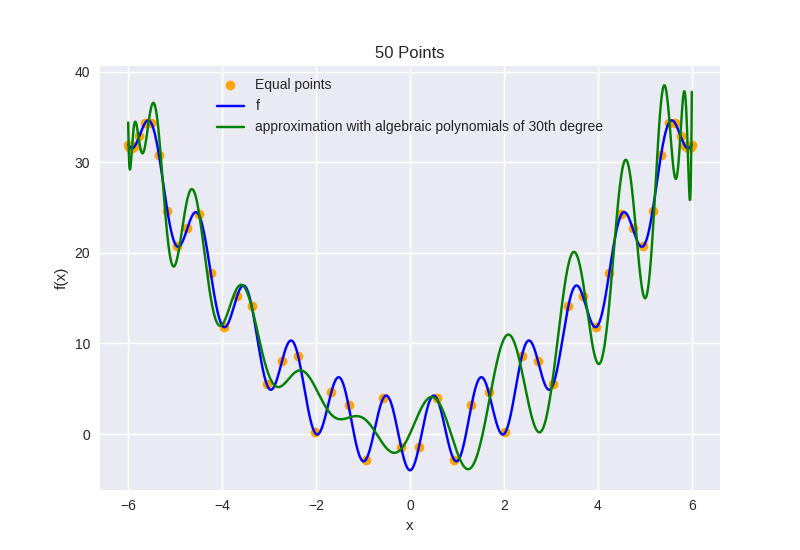 50 Points
Equal points
f
approximation with algebraic polynomials of 30th degree
f(x)
40
30
20
10
0
−6
−4
−2
0
2
4
6
x